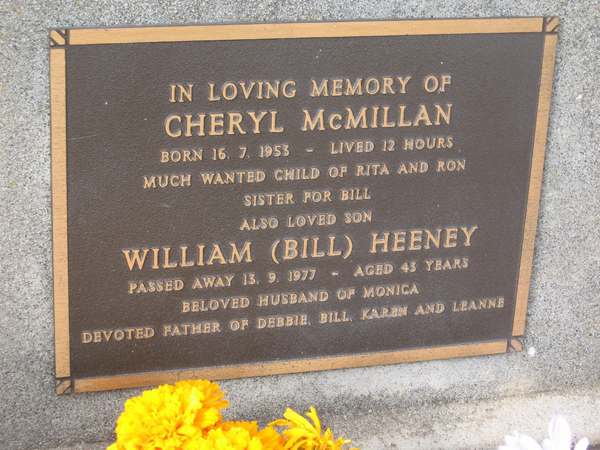 IN LOVING MEMORY OF
CHERYL McMILLAN
BORN 16. 7. 1953 - LIVED 12 HOURS
MUCH WANTED CHILD OF RITA AND RON
SISTER FOR BILL
ALSO LOVED SON
WILLIAM (BILL) HEENEY
PASSED AWAY 13. 9. 1977 - AGED 43 YEARS
BELOVED HUSBAND OF MONICA
DEVOTED FATHER OF DEBBIE, BILL, KAREN AND LEANNE